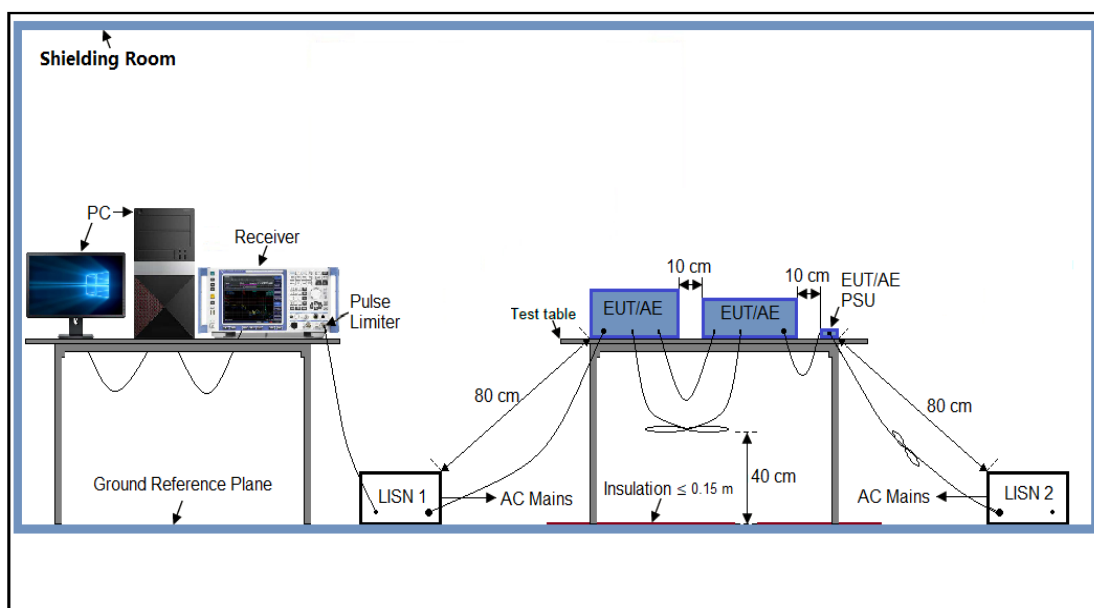 Shielding Room
PC
Receiver
Pulse
Limiter
10 cm
10 cm
EUT/AE
PSU
EUT/AE
EUT/AE
Test table
80 cm
80 cm
40 cm
Ground Reference Plane
LISN 1
AC Mains
Insulation ≤ 0.15 m
AC Mains
LISN 2